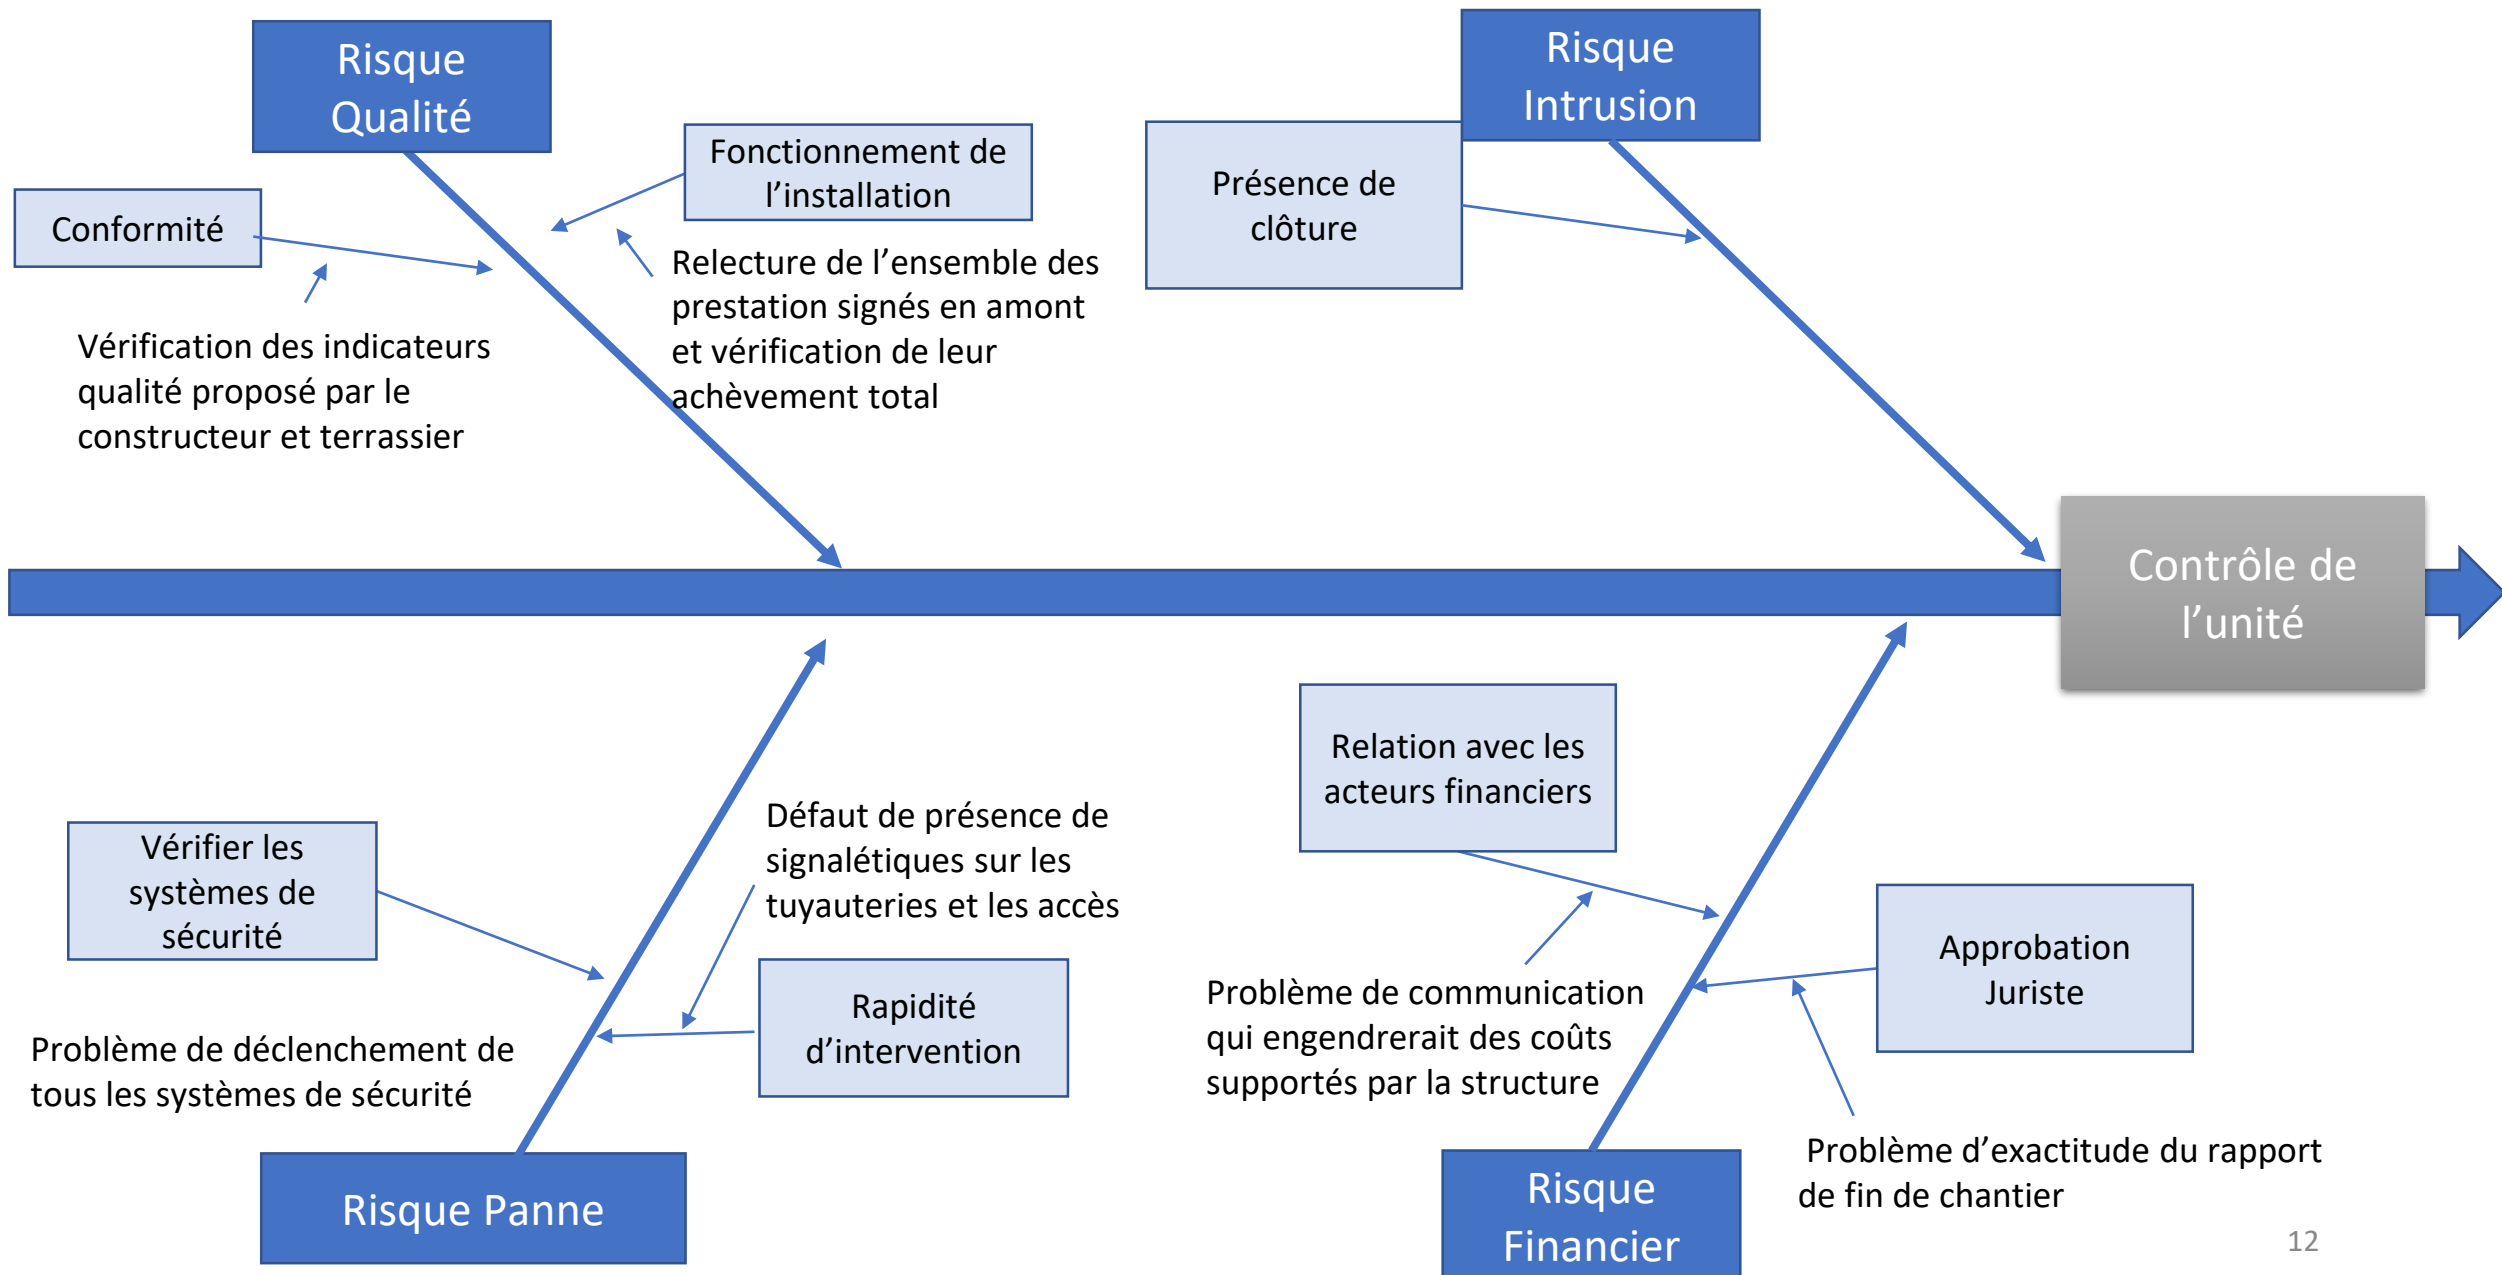 Risque
Qualité
Risque
Intrusion
Fonctionnement de
l’installation
Présence de
clôture
Conformité
Relecture de l’ensemble des
prestation signés en amont
et vérification de leur
achèvement total
Vérification des indicateurs
qualité proposé par le
constructeur et terrassier
Contrôle de
l’unité
Relation avec les
acteurs financiers
Défaut de présence de
signalétiques sur les
tuyauteries et les accès
Vérifier les
systèmes de
sécurité
Approbation
Juriste
Rapidité
d’intervention
Problème de communication
qui engendrerait des coûts
supportés par la structure
Problème de déclenchement de
tous les systèmes de sécurité
Problème d’exactitude du rapport
de fin de chantier
Risque Panne
Risque
Financier
12